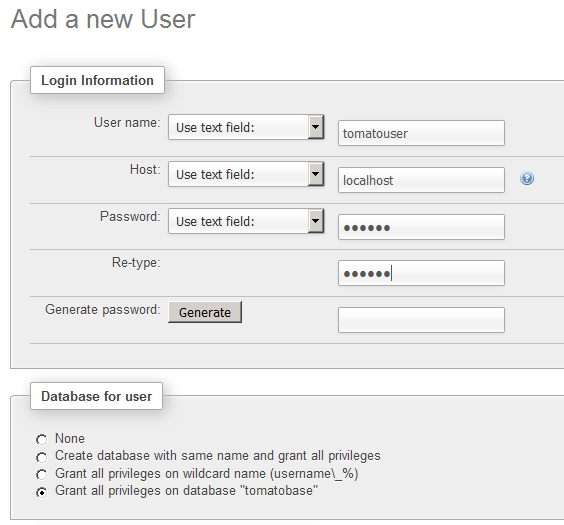 Add a new User
Login Information
User name: Use text field: tomatouser
Host: Use text field: localhost
Password: Use text field: ●●●●●●
Re-type: ●●●●●●
Generate password: Generate
Database for user
None
Create database with same name and grant all privileges
Grant all privileges on wildcard name (username\_%)
Grant all privileges on database "tomatobase"